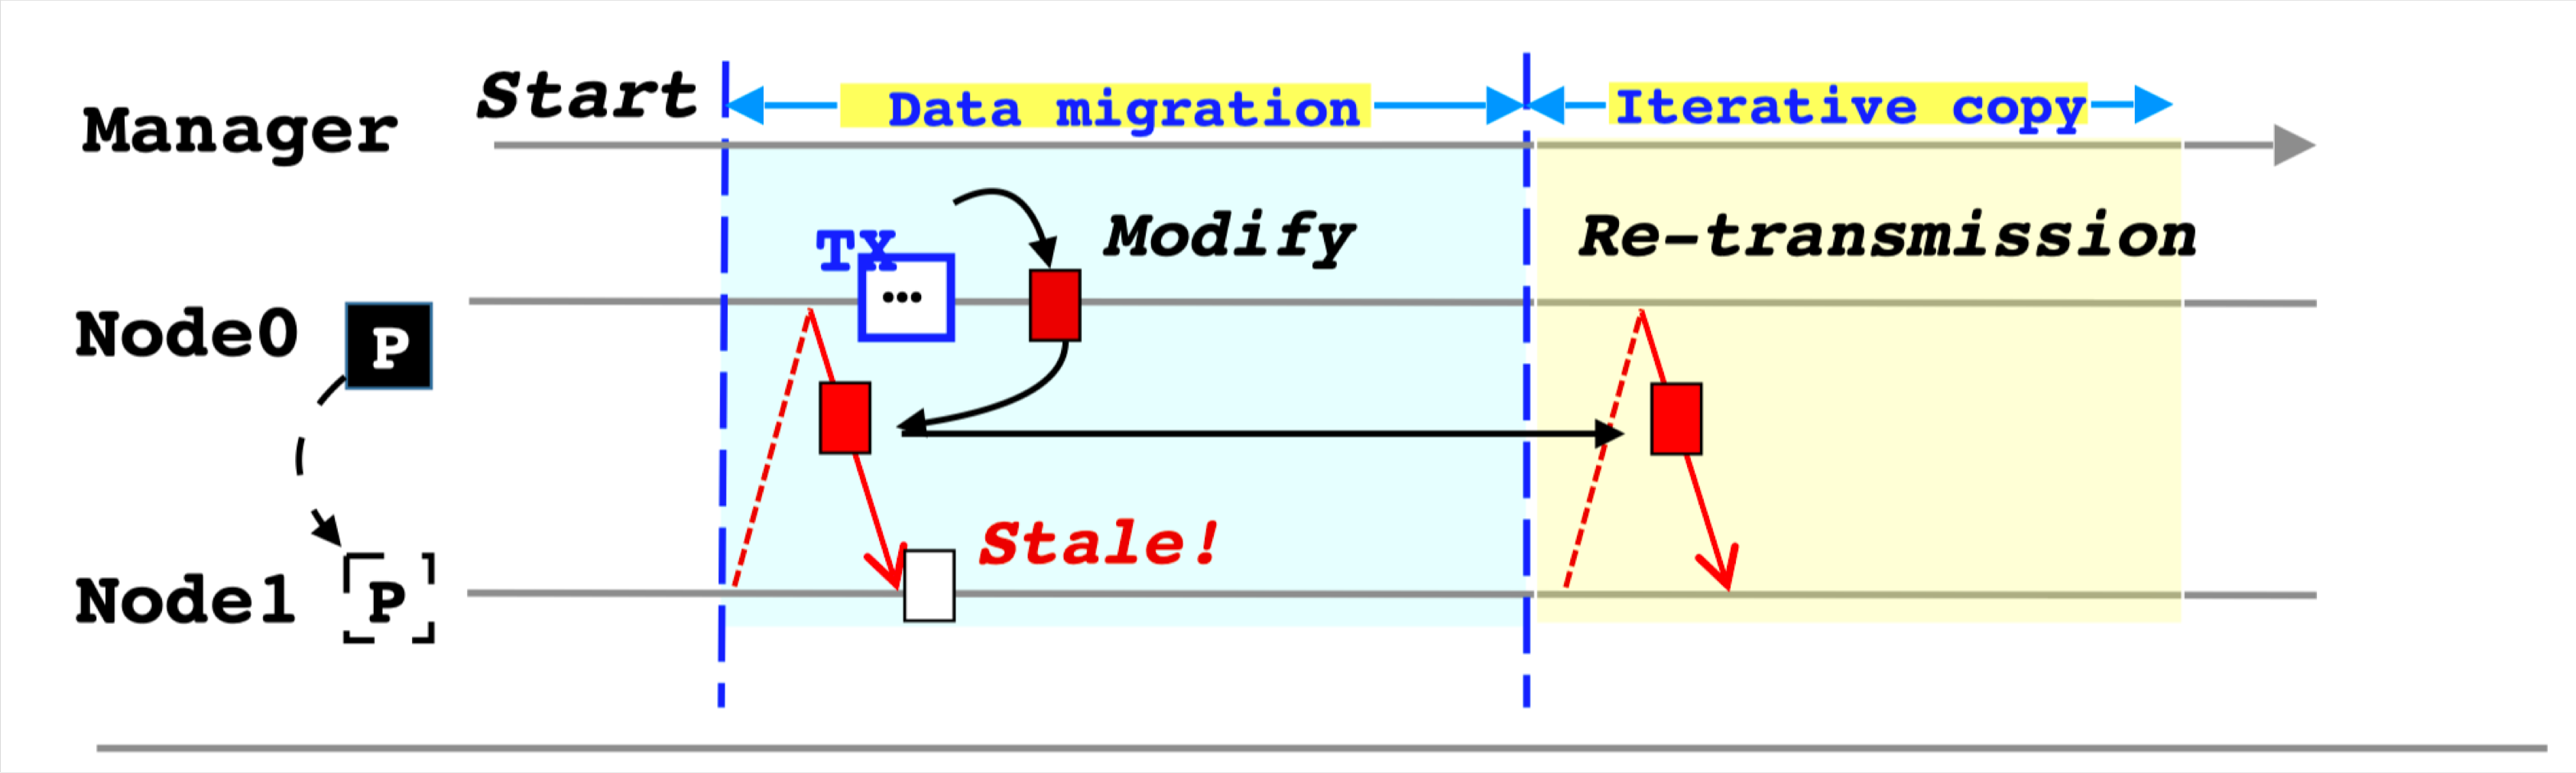 Start
Data migration
Iterative copy
Manager
TX
Modify
Re-transmission
...
Node0
P
Stale!
Node1
P